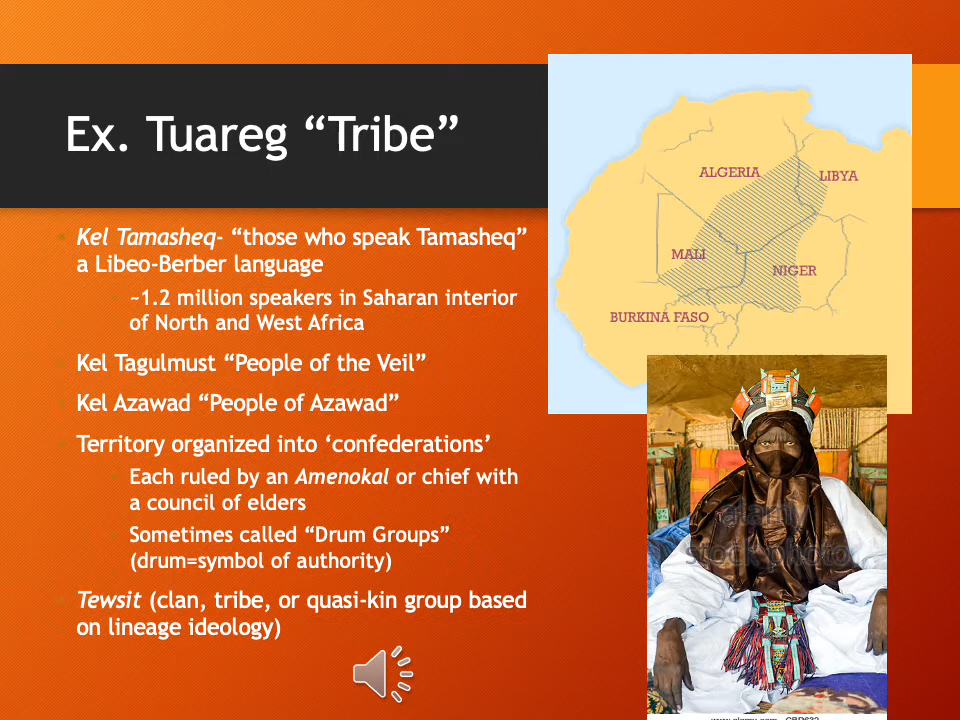 Ex. Tuareg “Tribe”
Kel Tamasheq- “those who speak Tamasheq”
a Libeo-Berber language
~1.2 million speakers in Saharan interior
of North and West Africa
Kel Tagulmust “People of the Veil”
Kel Azawad “People of Azawad”
Territory organized into ‘confederations’
Each ruled by an Amenokal or chief with
a council of elders
Sometimes called “Drum Groups”
(drum=symbol of authority)
Tewsit (clan, tribe, or quasi-kin group based
on lineage ideology)
ALGERIA
LIBYA
MALI
NIGER
BURKINA FASO
alamy
stock photo